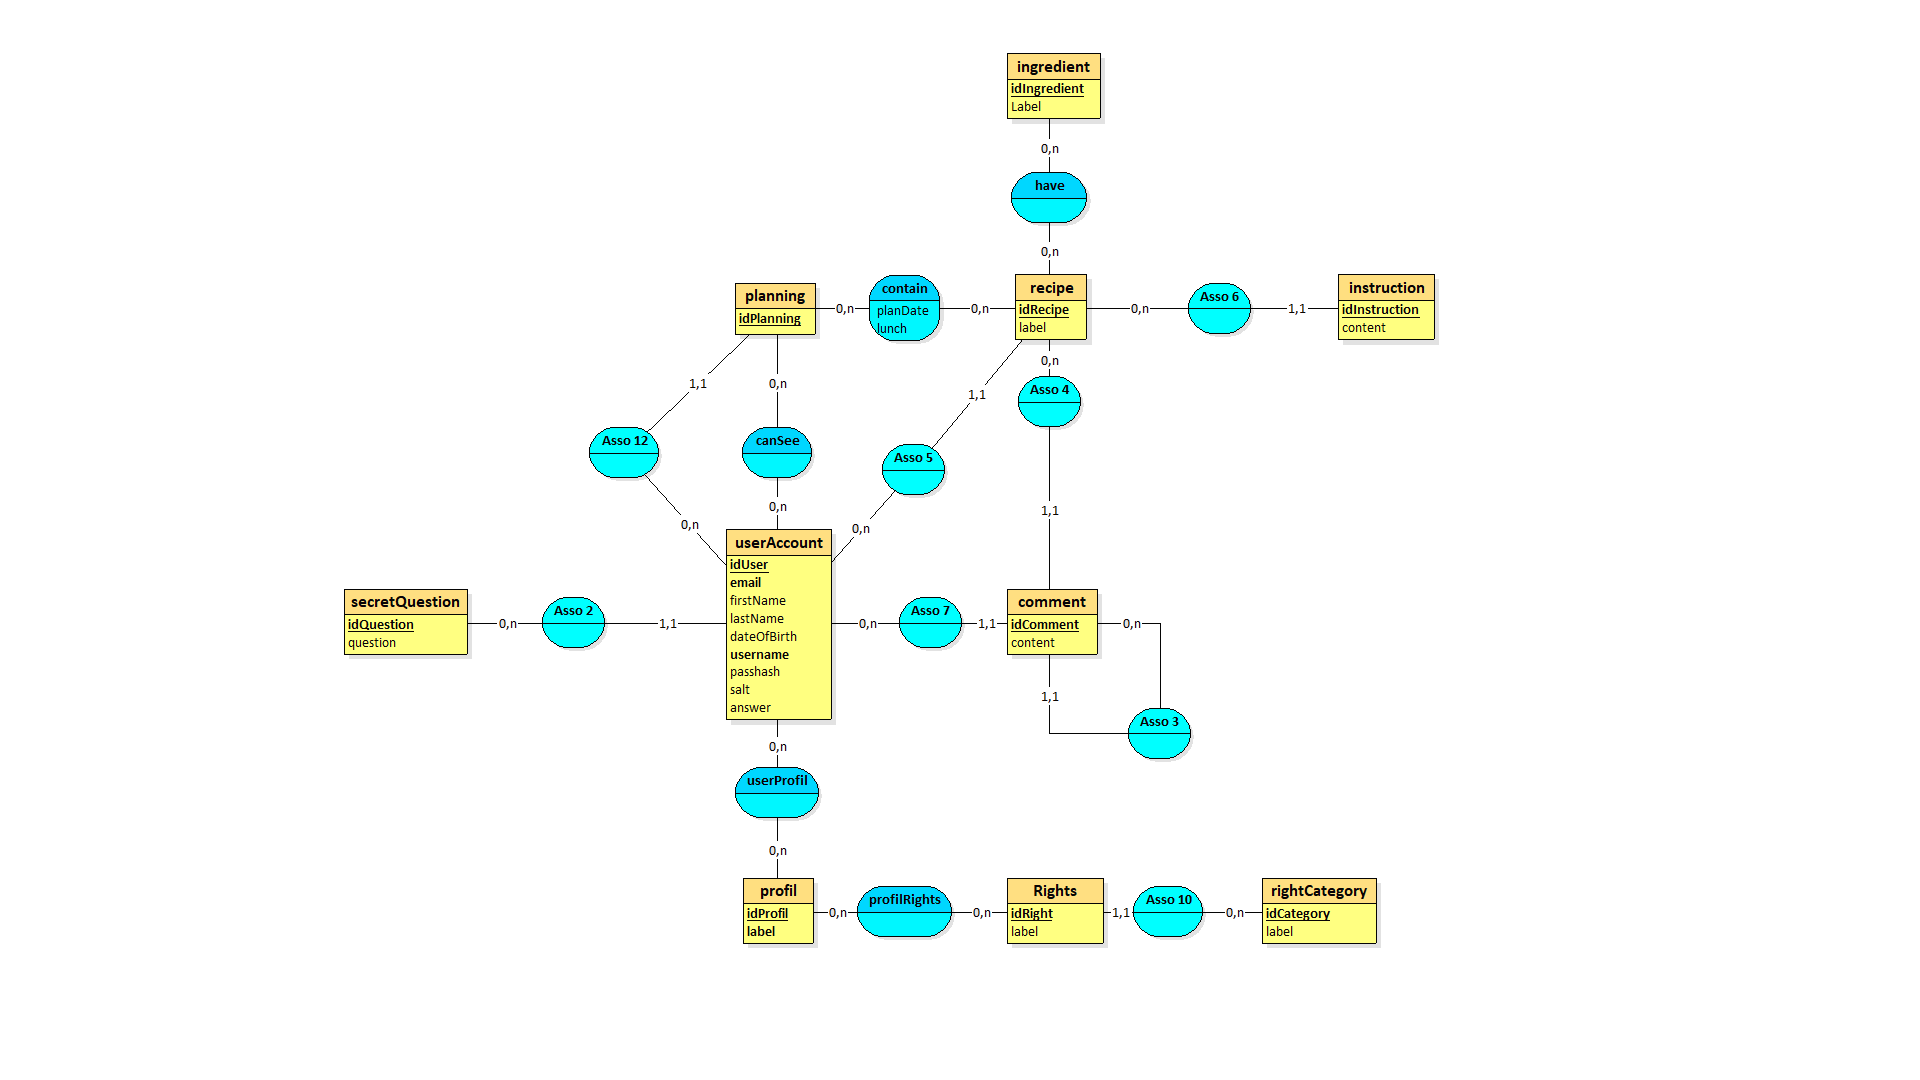 ingredient
idIngredient
Label
0,n
have
0,n
planning
idPlanning
0,n
contain
planDate
lunch
0,n
recipe
idRecipe
label
0,n
Asso 6
1,1
instruction
idInstruction
content
1,1
0,n
1,1
0,n
Asso 4
Asso 12
canSee
Asso 5
0,n
0,n
0,n
1,1
userAccount
idUser
email
firstName
lastName
dateOfBirth
username
passhash
salt
answer
secretQuestion
idQuestion
question
0,n
Asso 2
1,1
0,n
Asso 7
1,1
comment
idComment
content
0,n
1,1
Asso 3
0,n
userProfil
0,n
profil
idProfil
label
0,n
profilRights
0,n
Rights
idRight
label
1,1
Asso 10
0,n
rightCategory
idCategory
label